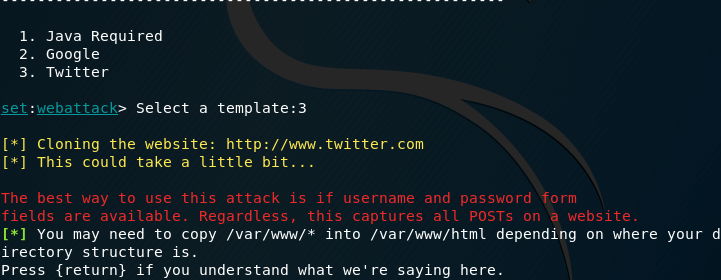 ------------------------------------------------------------
1. Java Required
2. Google
3. Twitter
set:webattack> Select a template:3
[*] Cloning the website: http://www.twitter.com
[*] This could take a little bit...
The best way to use this attack is if username and password form
fields are available. Regardless, this captures all POSTs on a website.
[*] You may need to copy /var/www/* into /var/www/html depending on where your d
irectory structure is.
Press {return} if you understand what we're saying here.